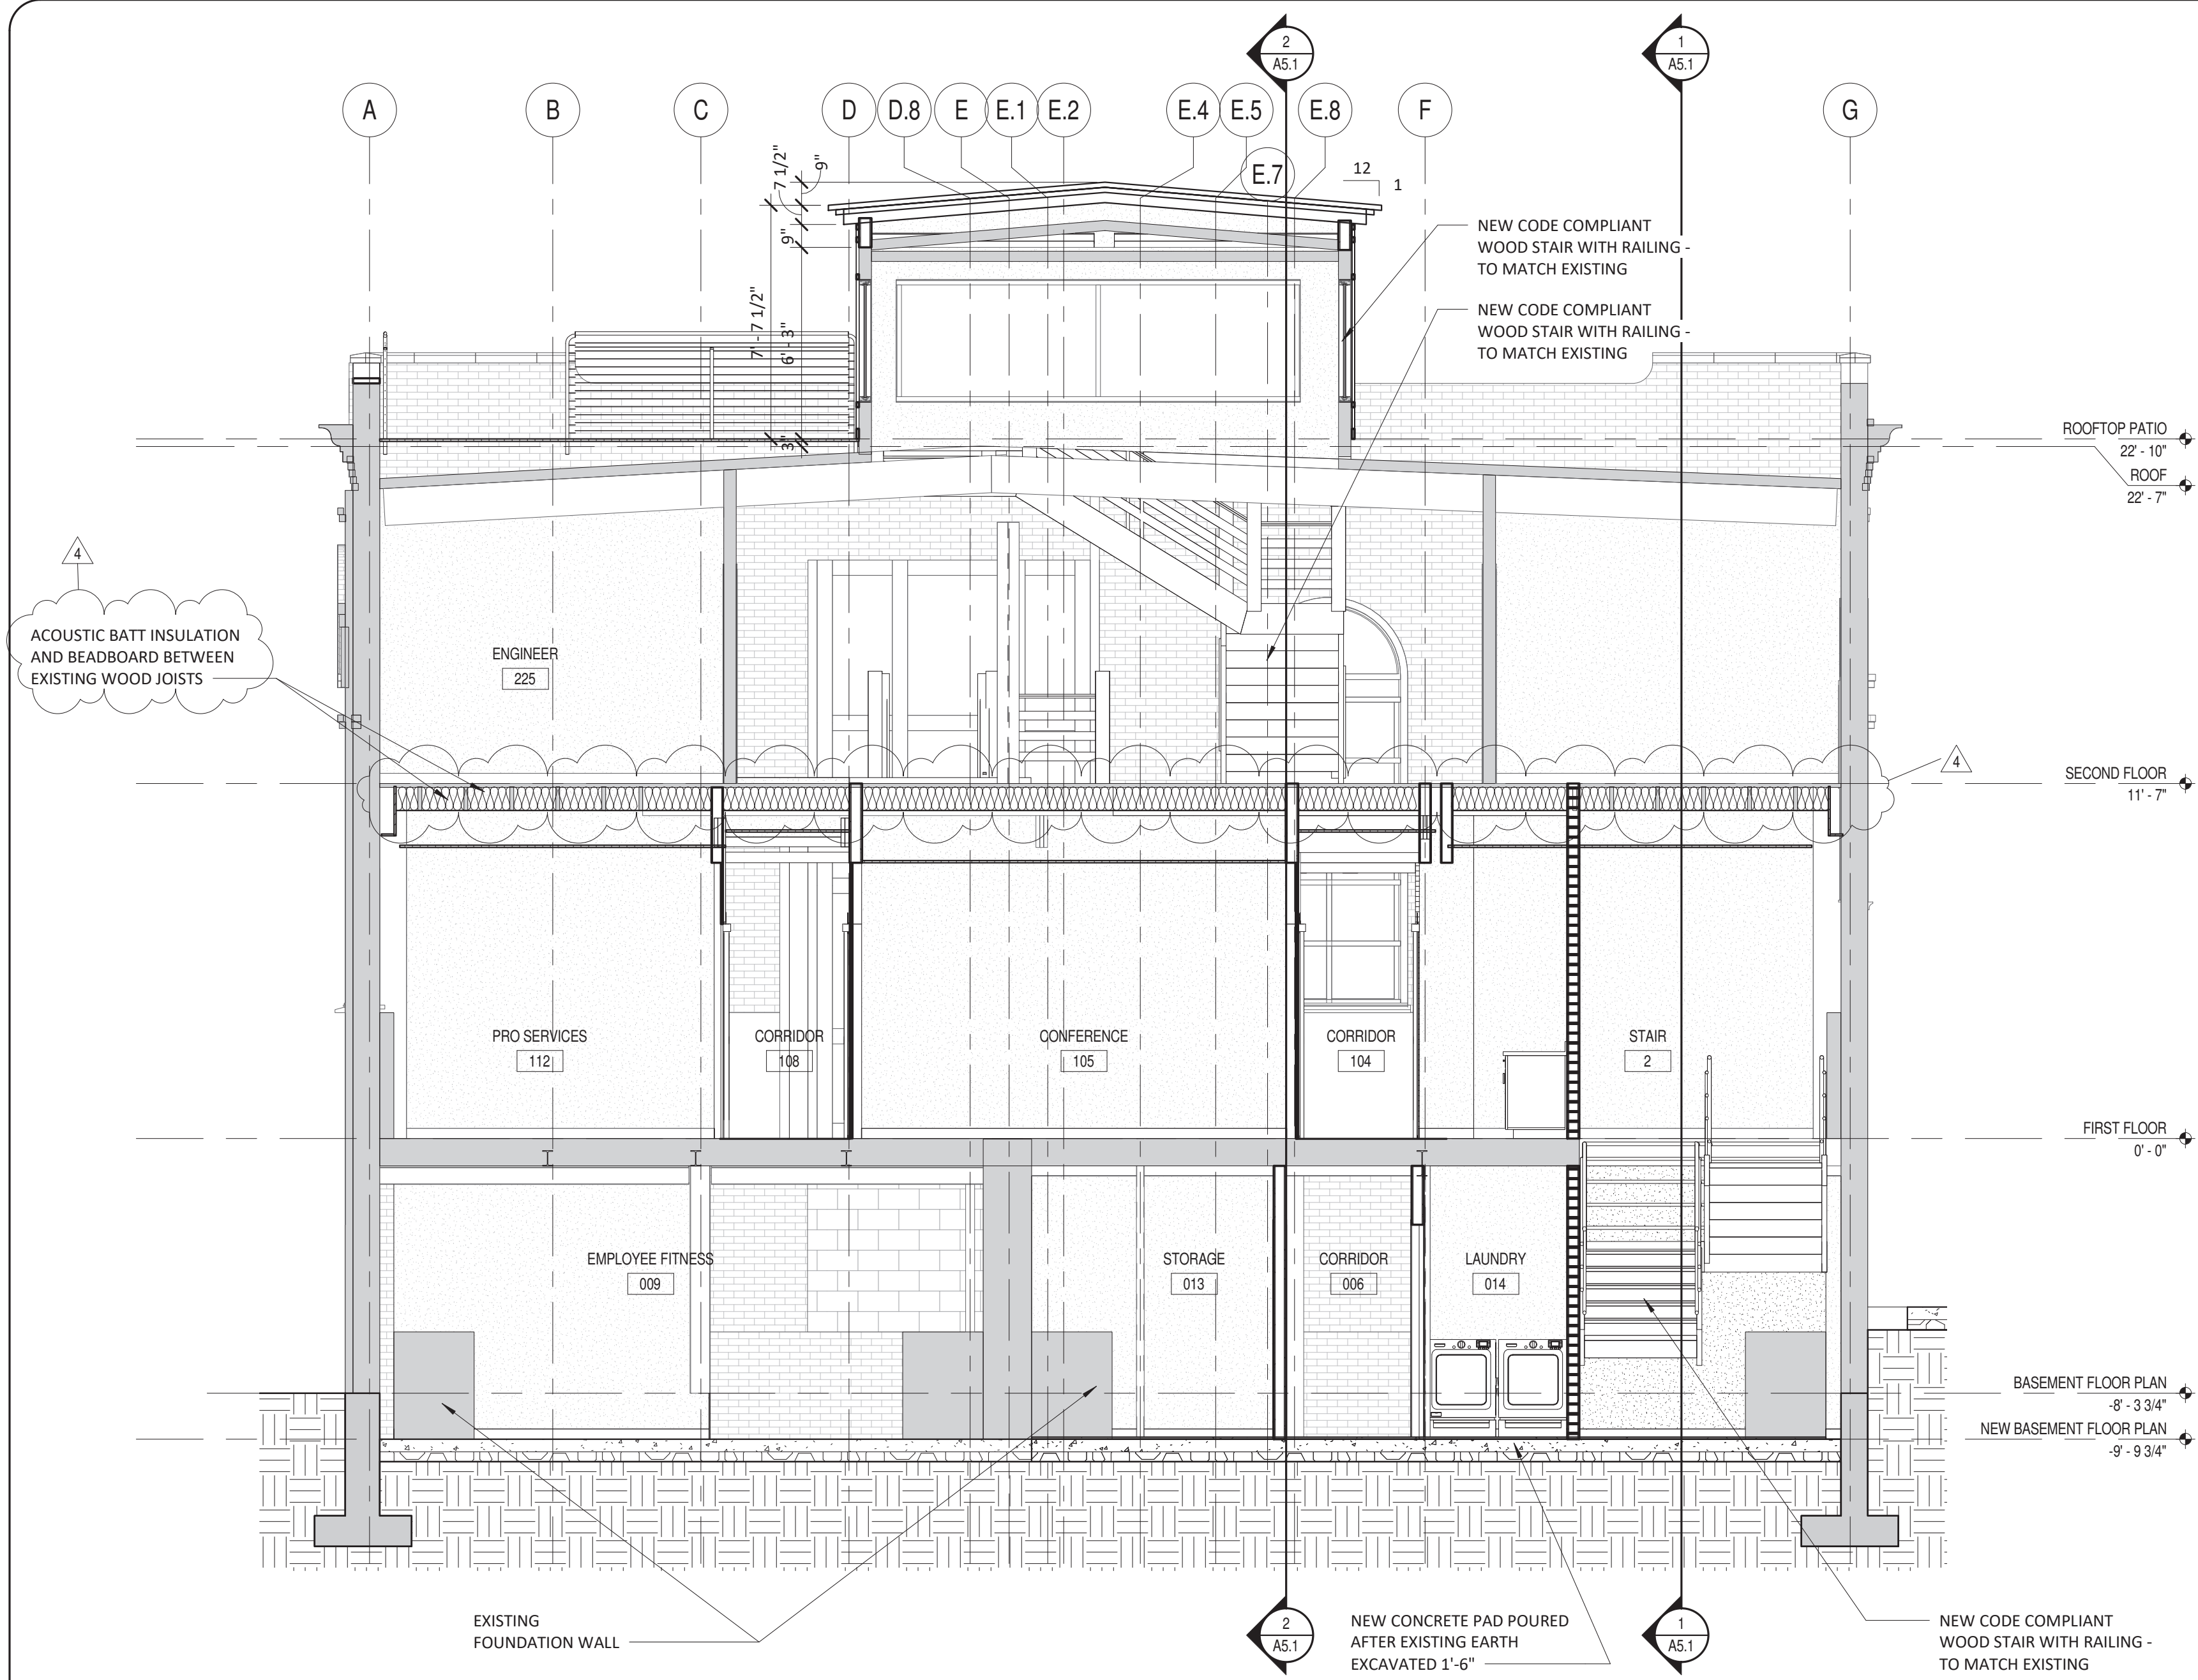 2
A5.1
1
A5.1
A
B
C
D
D.8
E
E.1
E.2
E.4
E.5
E.7
E.8
F
G
7 1/2"
9"
9"
7' - 7 1/2"
6' - 3"
3"
12
1
NEW CODE COMPLIANT
WOOD STAIR WITH RAILING -
TO MATCH EXISTING
NEW CODE COMPLIANT
WOOD STAIR WITH RAILING -
TO MATCH EXISTING
ROOFTOP PATIO
22' - 10"
ROOF
22' - 7"
4
ACOUSTIC BATT INSULATION
AND BEADBOARD BETWEEN
EXISTING WOOD JOISTS
ENGINEER
225
4
SECOND FLOOR
11' - 7"
PRO SERVICES
112
CORRIDOR
108
CONFERENCE
105
CORRIDOR
104
STAIR
2
FIRST FLOOR
0' - 0"
EMPLOYEE FITNESS
009
STORAGE
013
CORRIDOR
006
LAUNDRY
014
BASEMENT FLOOR PLAN
-8' - 3 3/4"
NEW BASEMENT FLOOR PLAN
-9' - 9 3/4"
EXISTING
FOUNDATION WALL
2
A5.1
NEW CONCRETE PAD POURED
AFTER EXISTING EARTH
EXCAVATED 1'-6"
1
A5.1
NEW CODE COMPLIANT
WOOD STAIR WITH RAILING -
TO MATCH EXISTING